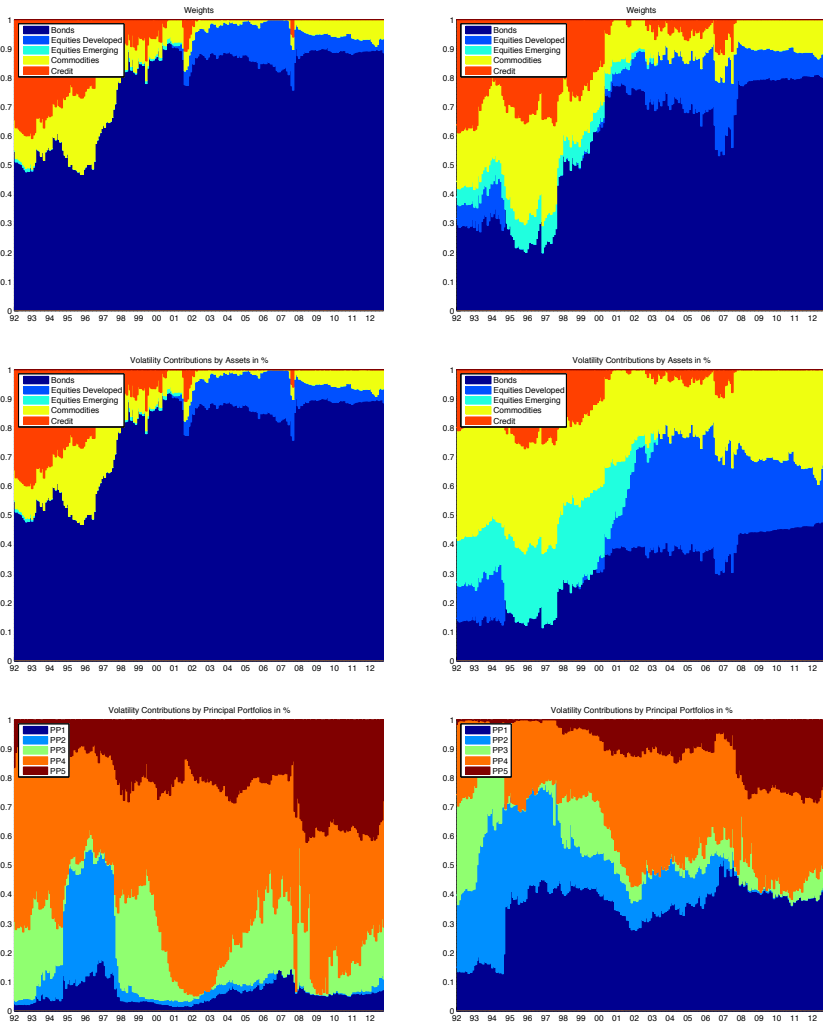 Weights
1
0.9
0.8
0.7
0.6
0.5
0.4
0.3
0.2
0.1
0
Bonds
Equities Developed
Equities Emerging
Commodities
Credit
92 93 94 95 96 97 98 99 00 01 02 03 04 05 06 07 08 09 10 11 12
Weights
1
0.9
0.8
0.7
0.6
0.5
0.4
0.3
0.2
0.1
0
Bonds
Equities Developed
Equities Emerging
Commodities
Credit
92 93 94 95 96 97 98 99 00 01 02 03 04 05 06 07 08 09 10 11 12
Volatility Contributions by Assets in %
1
0.9
0.8
0.7
0.6
0.5
0.4
0.3
0.2
0.1
0
Bonds
Equities Developed
Equities Emerging
Commodities
Credit
92 93 94 95 96 97 98 99 00 01 02 03 04 05 06 07 08 09 10 11 12
Volatility Contributions by Assets in %
1
0.9
0.8
0.7
0.6
0.5
0.4
0.3
0.2
0.1
0
Bonds
Equities Developed
Equities Emerging
Commodities
Credit
92 93 94 95 96 97 98 99 00 01 02 03 04 05 06 07 08 09 10 11 12
Volatility Contributions by Principal Portfolios in %
1
0.9
0.8
0.7
0.6
0.5
0.4
0.3
0.2
0.1
0
PP1
PP2
PP3
PP4
PP5
92 93 94 95 96 97 98 99 00 01 02 03 04 05 06 07 08 09 10 11 12
Volatility Contributions by Principal Portfolios in %
1
0.9
0.8
0.7
0.6
0.5
0.4
0.3
0.2
0.1
0
PP1
PP2
PP3
PP4
PP5
92 93 94 95 96 97 98 99 00 01 02 03 04 05 06 07 08 09 10 11 12